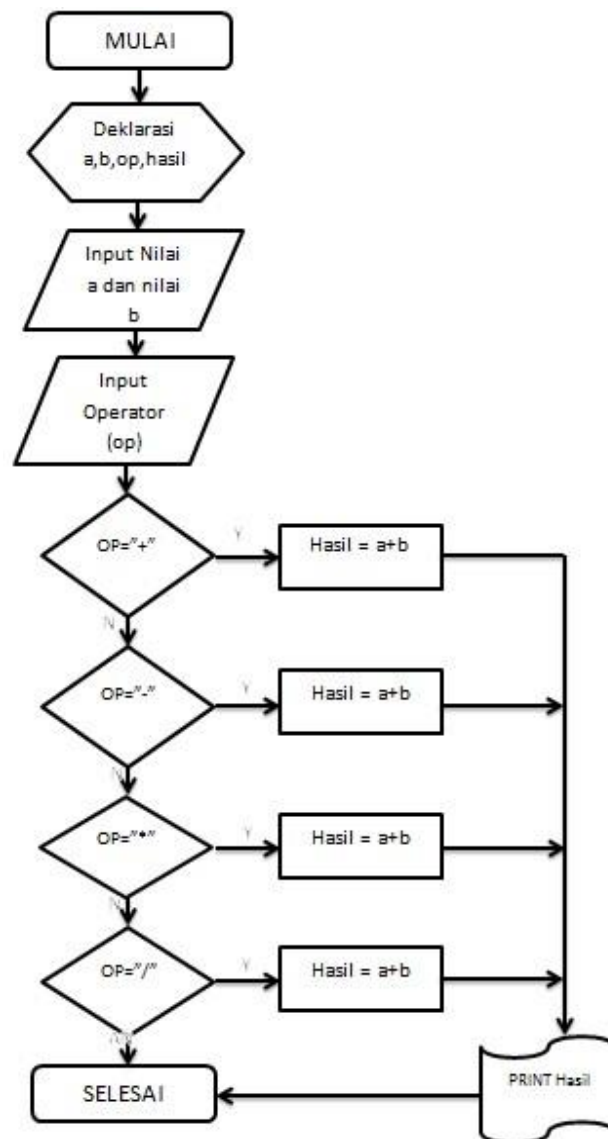 MULAI
Deklarasi
a,b,op,hasil
Input Nilai
a dan nilai
b
Input
Operator
(op)
OP="+"
Y
Hasil = a+b
N
OP="-"
Y
Hasil = a+b
N
OP="*"
Y
Hasil = a+b
N
OP="/"
Y
Hasil = a+b
SELESAI
PRINT Hasil